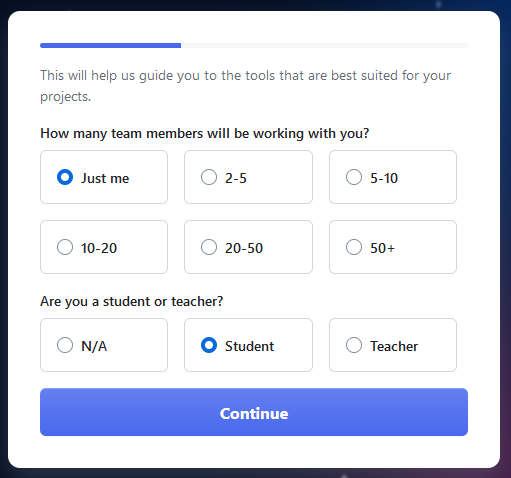 This will help us guide you to the tools that are best suited for your
projects.
How many team members will be working with you?
Just me
2-5
5-10
10-20
20-50
50+
Are you a student or teacher?
N/A
Student
Teacher
Continue